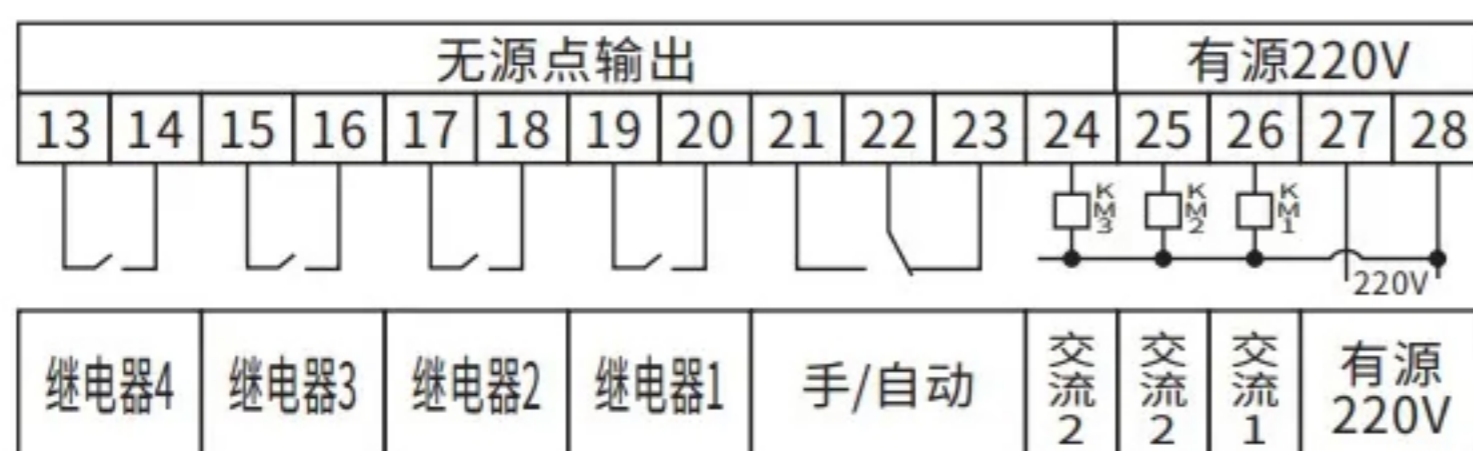 无源点输出 有源220V
13 14 15 16 17 18 19 20 21 22 23 24 25 26 27 28
KM3 KM2 KM1
220V
继电器4 继电器3 继电器2 继电器1 手/自动 交流2 交流2 交流1 有源220V